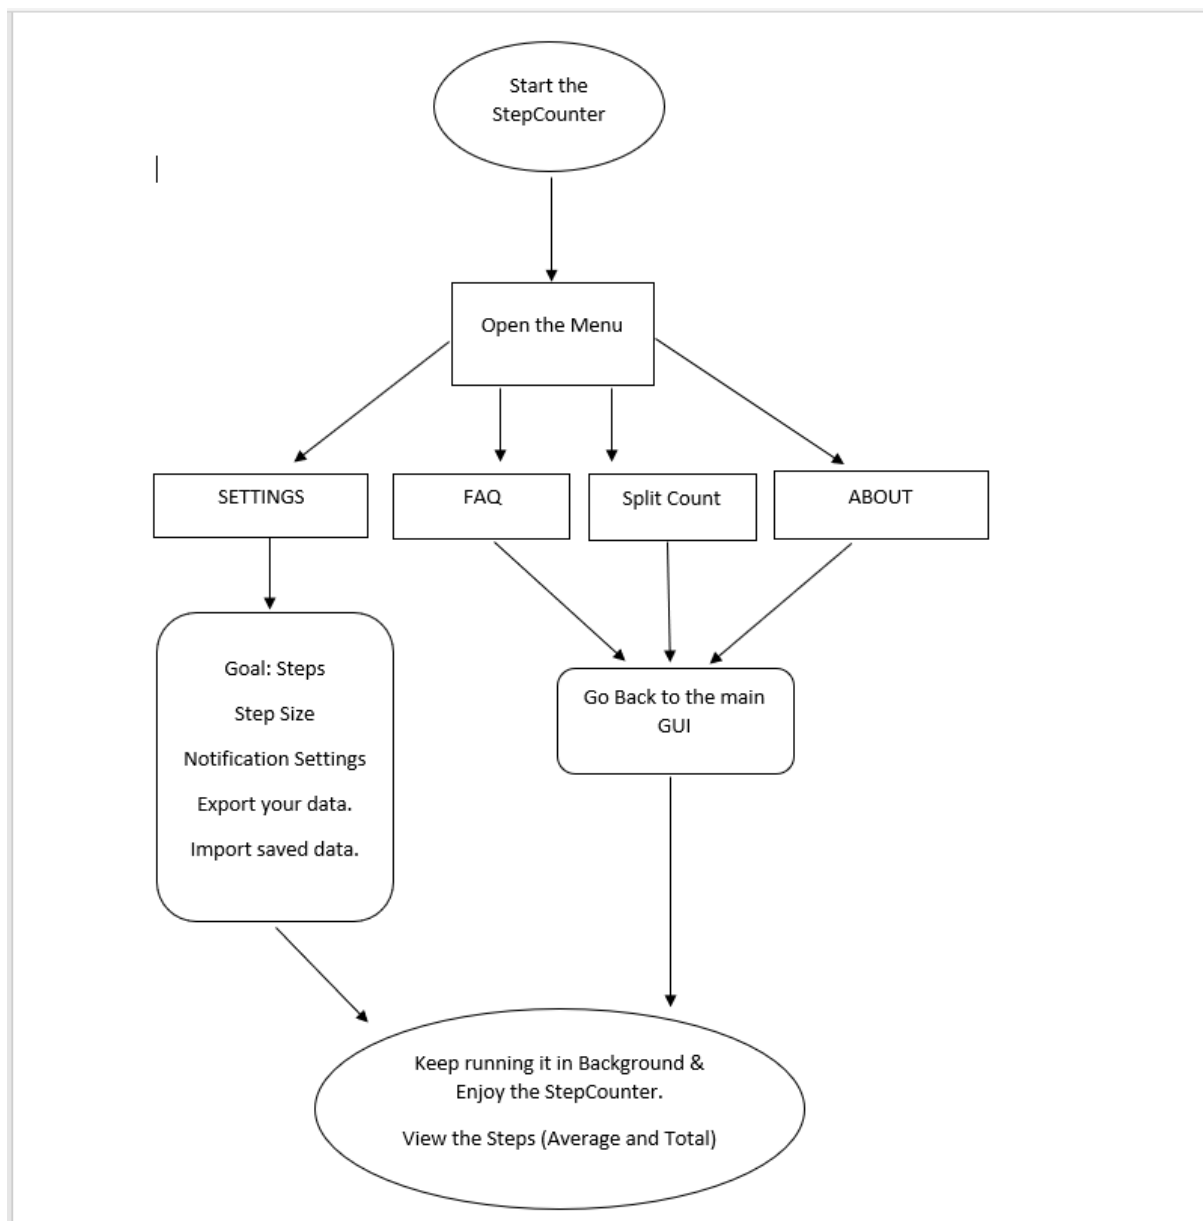 Start the
StepCounter
Open the Menu
SETTINGS
FAQ
Split Count
ABOUT
Goal: Steps
Step Size
Notification Settings
Export your data.
Import saved data.
Go Back to the main
GUI
Keep running it in Background &
Enjoy the StepCounter.
View the Steps (Average and Total)